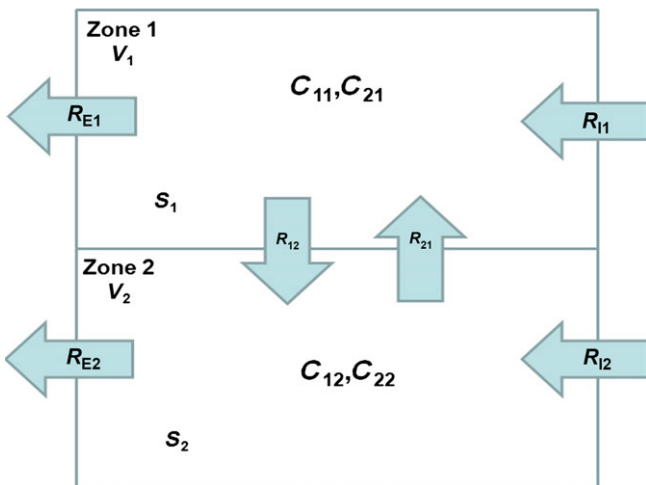 Zone 1
V1
C11,C21
RE1
RI1
S1
R12
R21
Zone 2
V2
RE2
C12,C22
RI2
S2